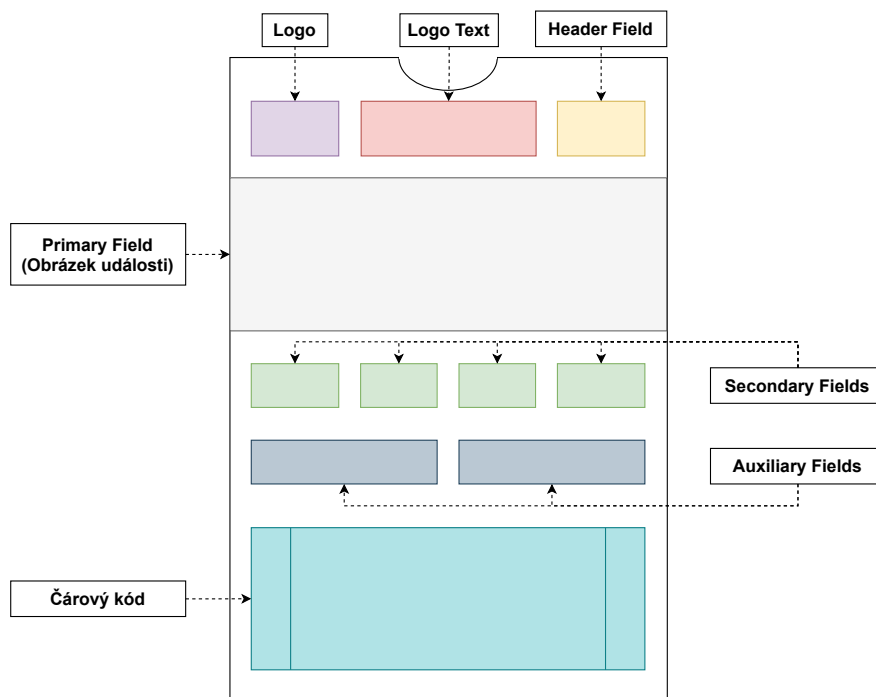 Logo
Logo Text
Header Field
Primary Field
(Obrázek události)
Secondary Fields
Auxiliary Fields
Čárový kód